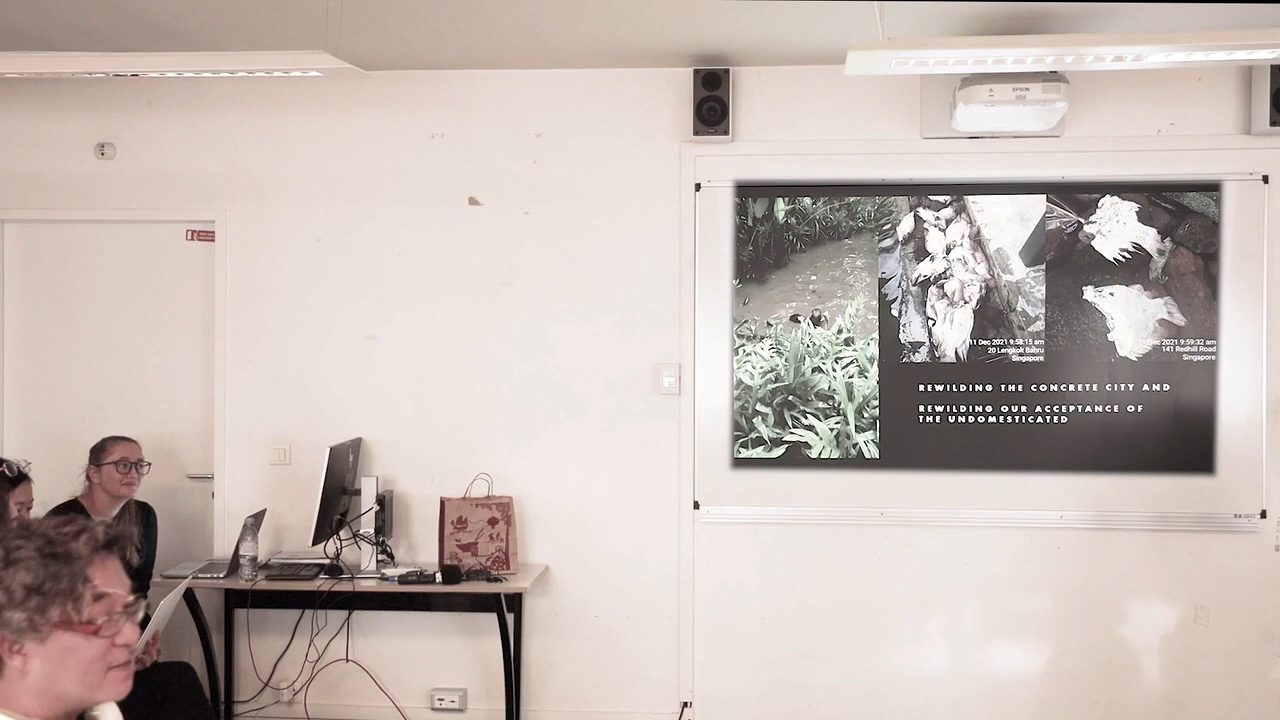 EPSON
11 Dec 2021 9:58:15 am
20 Lengkok Bahru
Singapore
Dec 2021 9:59:32 am
141 Redhill Road
Singapore
REWILDING THE CONCRETE CITY AND
REWILDING OUR ACCEPTANCE OF
THE UNDOMESTICATED